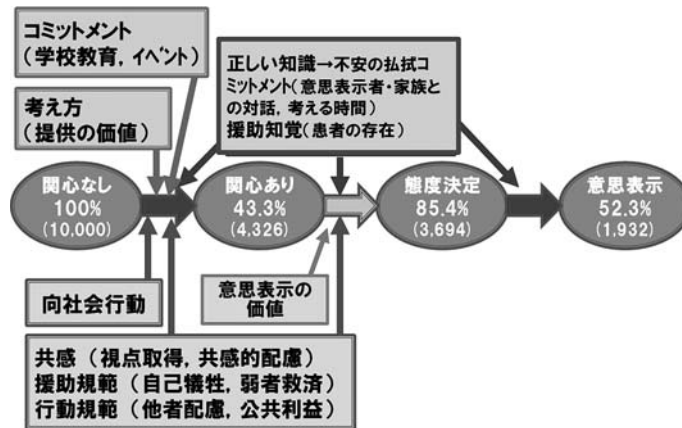 コミットメント
(学校教育, イベント)
考え方
(提供の価値)
正しい知識→不安の払拭コ
ミットメント(意思表示者・家族と
の対話, 考える時間)
援助知覚(患者の存在)
関心なし
100%
(10,000)
関心あり
43.3%
(4,326)
態度決定
85.4%
(3,694)
意思表示
52.3%
(1,932)
向社会行動
意思表示の
価値
共感 (視点取得, 共感的配慮)
援助規範 (自己犠牲, 弱者救済)
行動規範 (他者配慮, 公共利益)